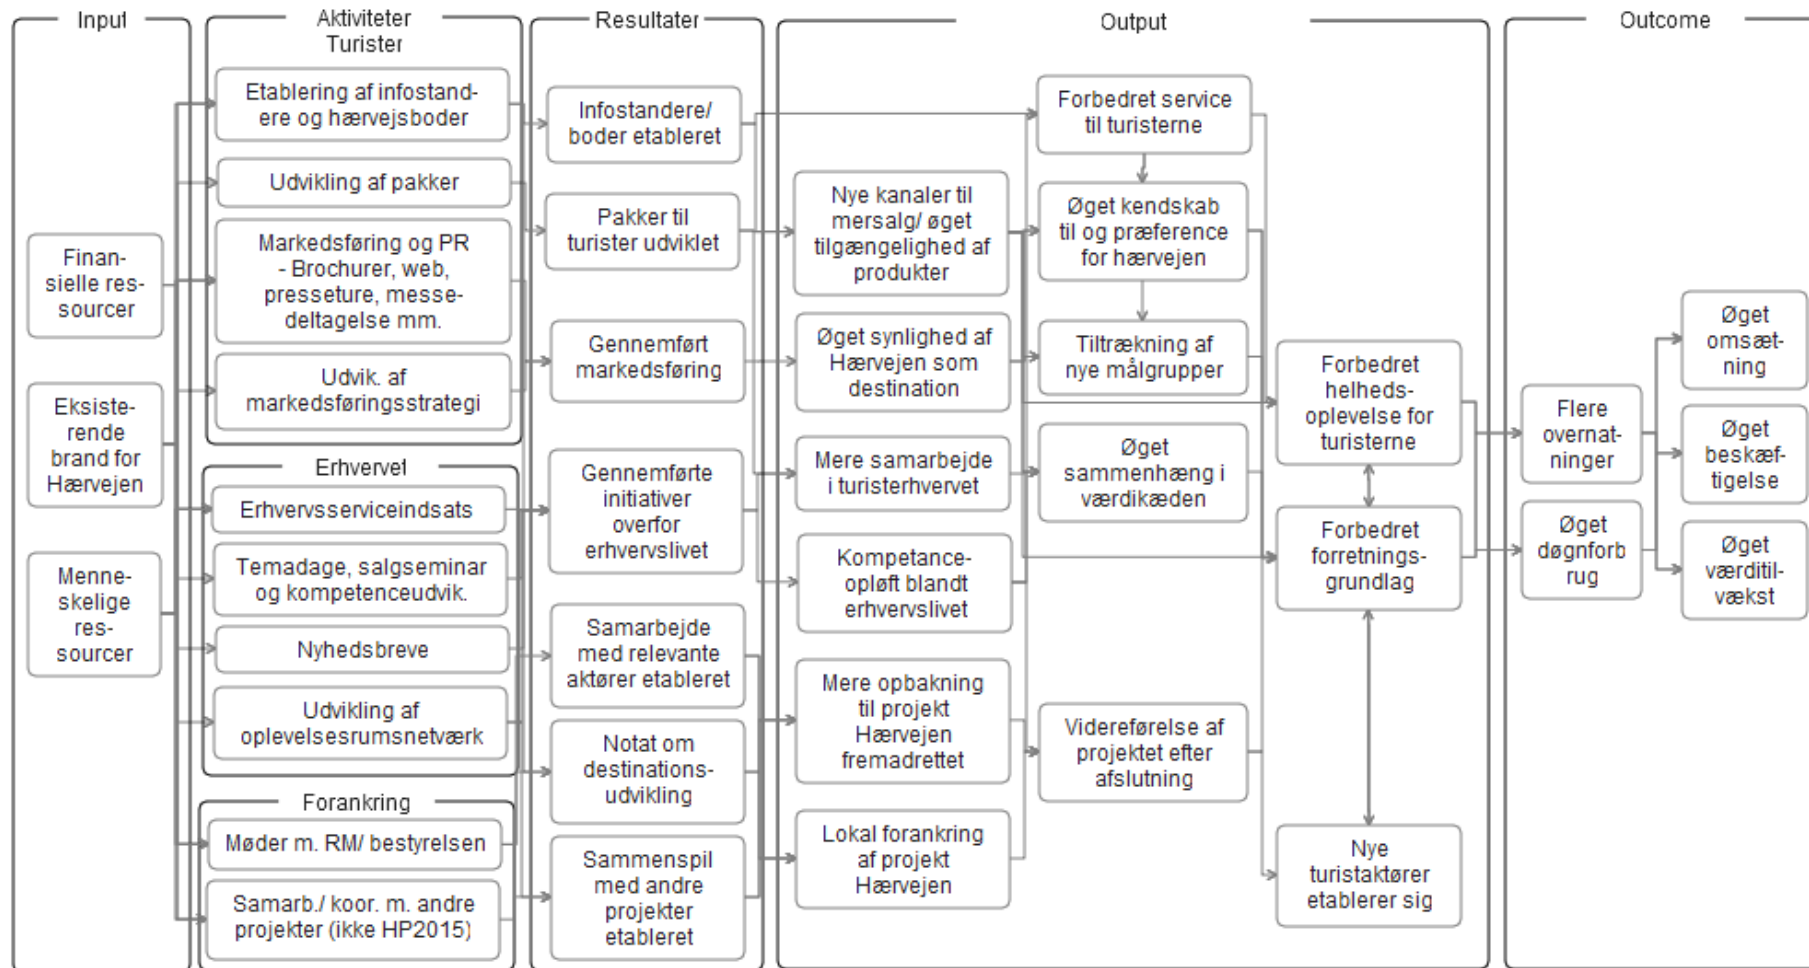 Input
Finan-
sielle res-
sourcer
Eksiste-
rende
brand for
Hærvejen
Menne-
skelige
res-
sourcer
Aktiviteter
Turister
Etablering af infostand-
ere og hærvejsboder
Udvikling af pakker
Markedsføring og PR
- Brochurer, web,
presseture, messe-
deltagelse mm.
Udvik. af
markedsføringsstrategi
Erhvervet
Erhvervsserviceindsats
Temadage, salgseminar
og kompetenceudvik.
Nyhedsbreve
Udvikling af
oplevelsesrumsnetværk
Forankring
Møder m. RM/ bestyrelsen
Samarb./ koor. m. andre
projekter (ikke HP2015)
Resultater
Infostandere/
boder etableret
Pakker til
turister udviklet
Gennemført
markedsføring
Gennemførte
initiativer
overfor
erhvervslivet
Samarbejde
med relevante
aktører etableret
Notat om
destinations-
udvikling
Sammenspil
med andre
projekter
etableret
Output
Nye kanaler til
mersalg/ øget
tilgængelighed af
produkter
Øget synlighed af
Hærvejen som
destination
Mere samarbejde
i turisterhvervet
Kompetance-
opløft blandt
erhvervslivet
Mere opbakning
til projekt
Hærvejen
fremadrettet
Lokal forankring
af projekt
Hærvejen
Forbedret service
til turisterne
Øget kendskab
til og præference
for hærvejen
Tiltrækning af
nye målgrupper
Øget
sammenhæng i
værdikæden
Videreførelse af
projektet efter
afslutning
Forbedret
helheds-
oplevelse for
turisterne
Forbedret
forretnings-
grundlag
Nye
turistaktører
etablerer sig
Outcome
Flere
overnat-
ninger
Øget
døgnforb
rug
Øget
omsæt-
ning
Øget
beskæf-
tigelse
Øget
værditil-
vækst